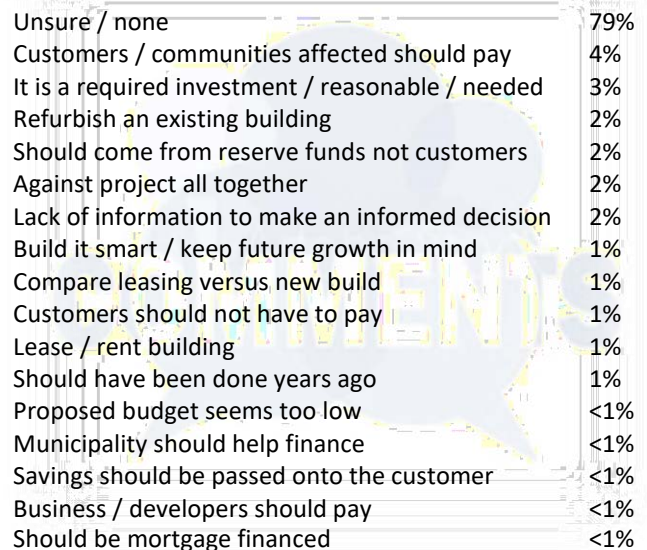 Unsure / none 79%
Customers / communities affected should pay 4%
It is a required investment / reasonable / needed 3%
Refurbish an existing building 2%
Should come from reserve funds not customers 2%
Against project all together 2%
Lack of information to make an informed decision 2%
Build it smart / keep future growth in mind 1%
Compare leasing versus new build 1%
Customers should not have to pay 1%
Lease / rent building 1%
Should have been done years ago 1%
Proposed budget seems too low <1%
Municipality should help finance <1%
Savings should be passed onto the customer <1%
Business / developers should pay <1%
Should be mortgage financed <1%
COMMENTS